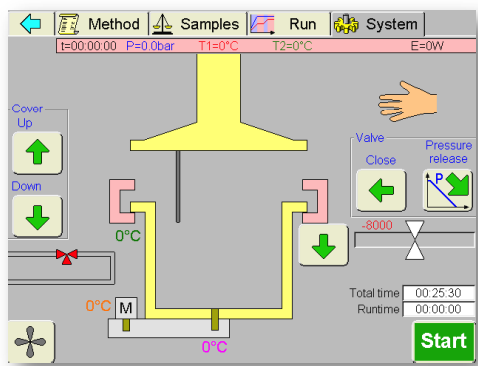 Method Samples Run System
t=00:00:00 P=0.0bar T1=0°C T2=0°C E=0W
Cover
Up
Down
Valve
Close
Pressure
release
P
-8000
0°C
0°C
M
0°C
Total time 00:25:30
Runtime 00:00:00
Start